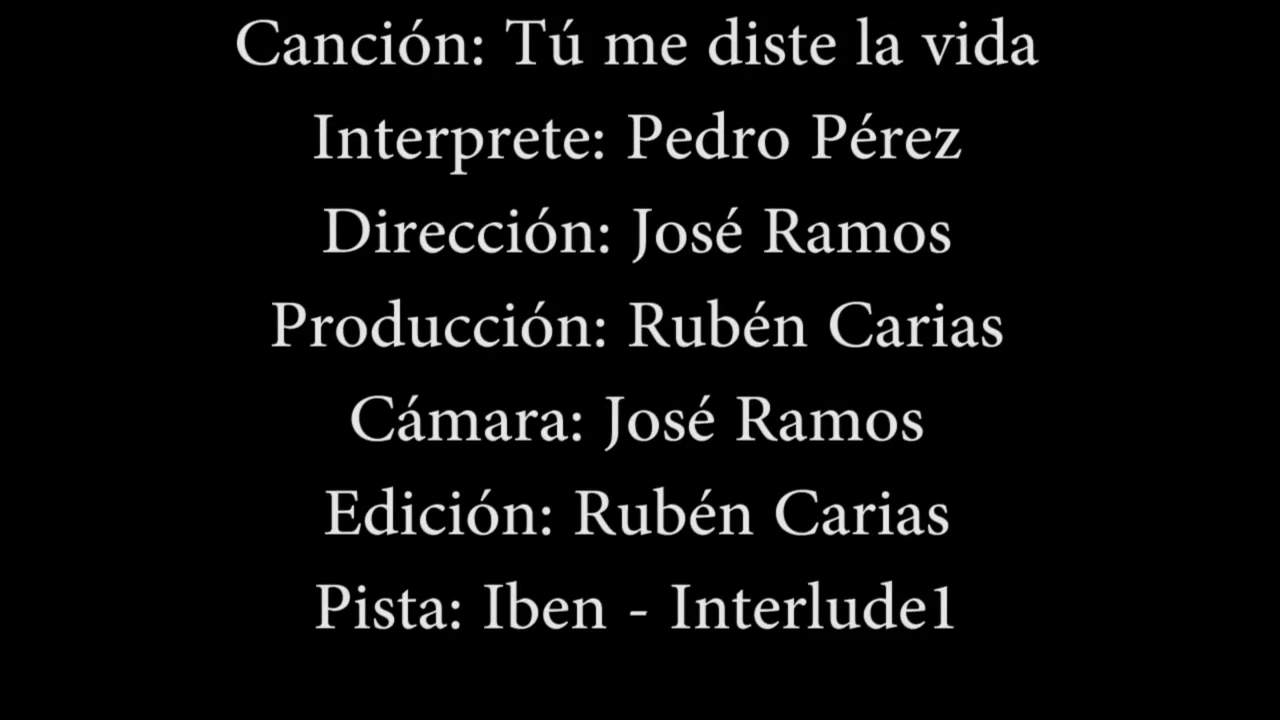 Canción: Tú me diste la vida
Interprete: Pedro Pérez
Dirección: José Ramos
Producción: Rubén Carias
Cámara: José Ramos
Edición: Rubén Carias
Pista: Iben - Interlude1